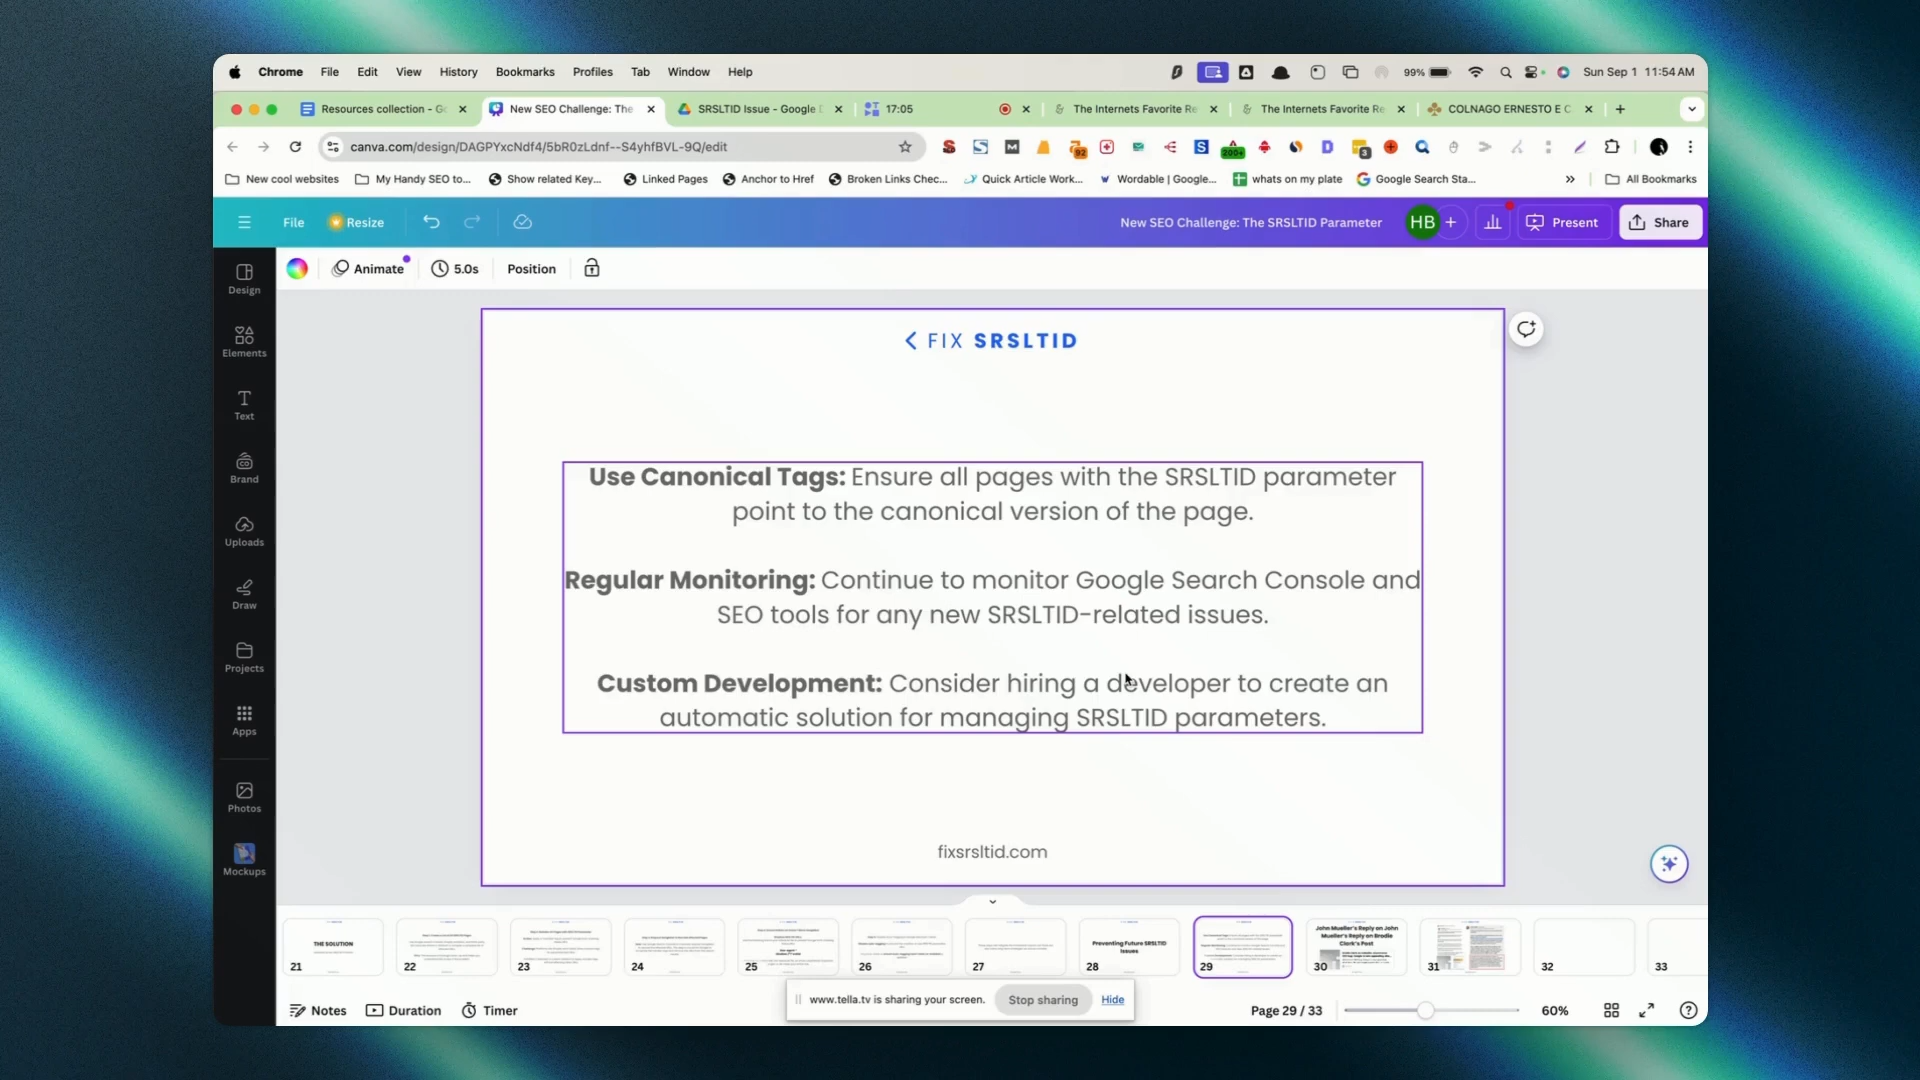 Chrome File Edit View History Bookmarks Profiles Tab Window Help 99% Sun Sep 1 11:54 AM
Resources collection - Go New SEO Challenge: The SRSLTID Issue - Google D 17:05 The Internets Favorite Re The Internets Favorite Re COLNAGO ERNESTO E C
canva.com/design/DAGPYxcNdf4/5bR0zLdnf--S4yhfBVL-9Q/edit
New cool websites My Handy SEO to... Show related Key... Linked Pages Anchor to Href Broken Links Chec... Quick Article Work... Wordable | Google... whats on my plate Google Search Sta... » All Bookmarks
File Resize New SEO Challenge: The SRSLTID Parameter HB + Present Share
Animate 5.0s Position
Design
Elements
Text
Brand
Uploads
Draw
Projects
Apps
Photos
Mockups
FIX SRSLTID
Use Canonical Tags: Ensure all pages with the SRSLTID parameter
point to the canonical version of the page.
Regular Monitoring: Continue to monitor Google Search Console and
SEO tools for any new SRSLTID-related issues.
Custom Development: Consider hiring a developer to create an
automatic solution for managing SRSLTID parameters.
fixsrsltid.com
THE SOLUTION
Preventing Future SRSLTID
Issues
John Mueller's Reply on John
Mueller's Reply on Brodie
Clark's Post
21 22 23 24 25 26 27 28 29 30 31 32 33
www.tella.tv is sharing your screen. Stop sharing Hide
Notes Duration Timer Page 29 / 33 60%